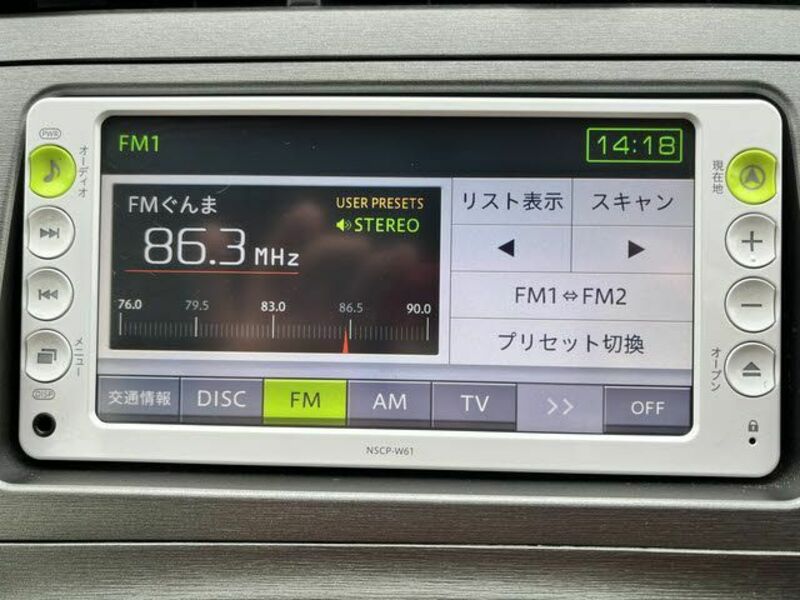 PWR
オーディオ
メニュー
DISP
FM1
14:18
FMぐんま
USER PRESETS
STEREO
86.3 MHz
76.0 79.5 83.0 86.5 90.0
リスト表示 スキャン
FM1⇔FM2
プリセット切換
交通情報 DISC FM AM TV >> OFF
現在地
オープン
NSCP-W61